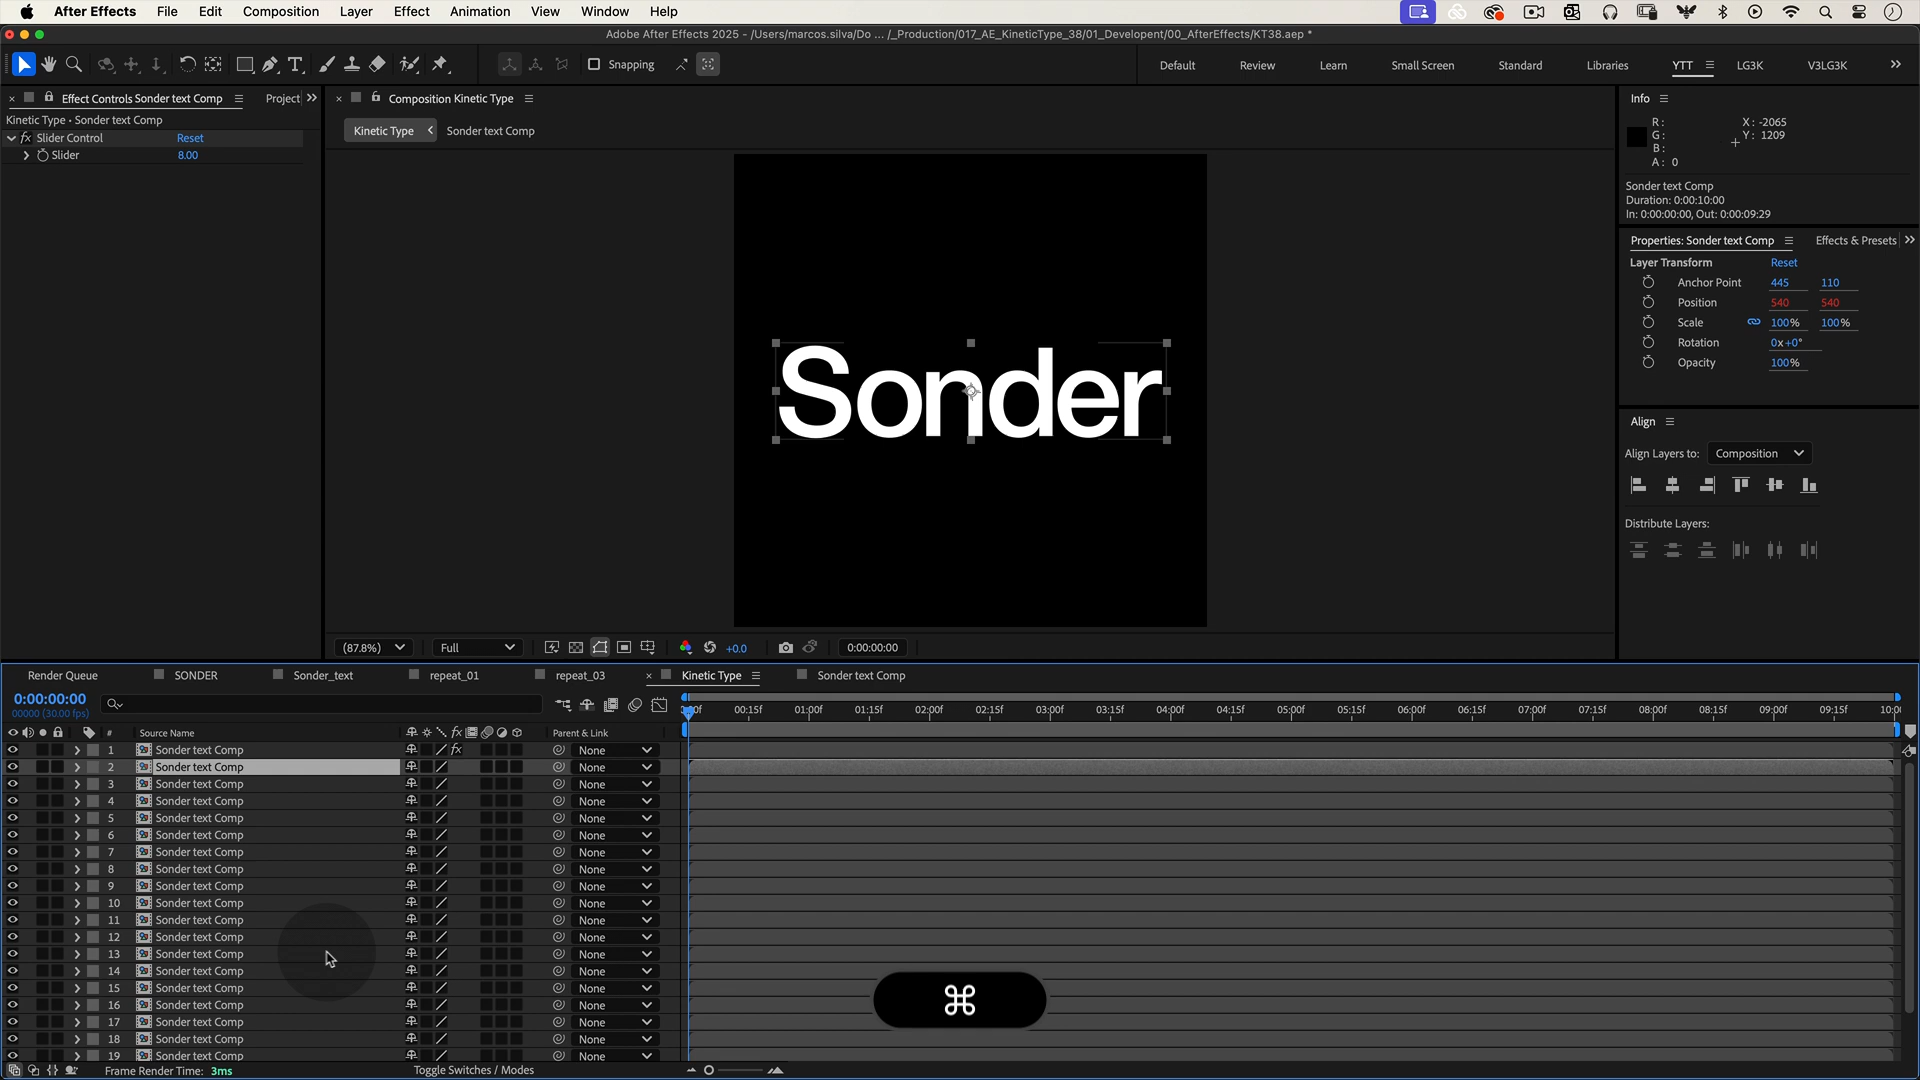 After Effects File Edit Composition Layer Effect Animation View Window Help
Adobe After Effects 2025 - /Users/marcos.silva/Do ... /_Production/017_AE_KineticType_38/01_Developent/00_AfterEffects/KT38.aep *
Snapping
Default Review Learn Small Screen Standard Libraries YTT LG3K V3LG3K
Effect Controls Sonder text Comp Project
Kinetic Type • Sonder text Comp
fx Slider Control Reset
Slider 8.00
Composition Kinetic Type
Kinetic Type Sonder text Comp
Sonder
(87.8%) Full +0.0 0:00:00:00
Info
R: X: -2065
G: Y: 1209
B:
A: 0
Sonder text Comp
Duration: 0:00:10:00
In: 0:00:00:00, Out: 0:00:09:29
Properties: Sonder text Comp Effects & Presets
Layer Transform Reset
Anchor Point 445 110
Position 540 540
Scale 100% 100%
Rotation 0x+0°
Opacity 100%
Align
Align Layers to: Composition
Distribute Layers:
Render Queue SONDER Sonder_text repeat_01 repeat_03 Kinetic Type Sonder text Comp
0:00:00:00
00000 (30.00 fps)
00:15f 01:00f 01:15f 02:00f 02:15f 03:00f 03:15f 04:00f 04:15f 05:00f 05:15f 06:00f 06:15f 07:00f 07:15f 08:00f 08:15f 09:00f 09:15f
# Source Name fx Parent & Link
1 Sonder text Comp fx None
2 Sonder text Comp None
3 Sonder text Comp None
4 Sonder text Comp None
5 Sonder text Comp None
6 Sonder text Comp None
7 Sonder text Comp None
8 Sonder text Comp None
9 Sonder text Comp None
10 Sonder text Comp None
11 Sonder text Comp None
12 Sonder text Comp None
13 Sonder text Comp None
14 Sonder text Comp None
15 Sonder text Comp None
16 Sonder text Comp None
17 Sonder text Comp None
18 Sonder text Comp None
19 Sonder text Comp None
⌘
Frame Render Time: 3ms Toggle Switches / Modes